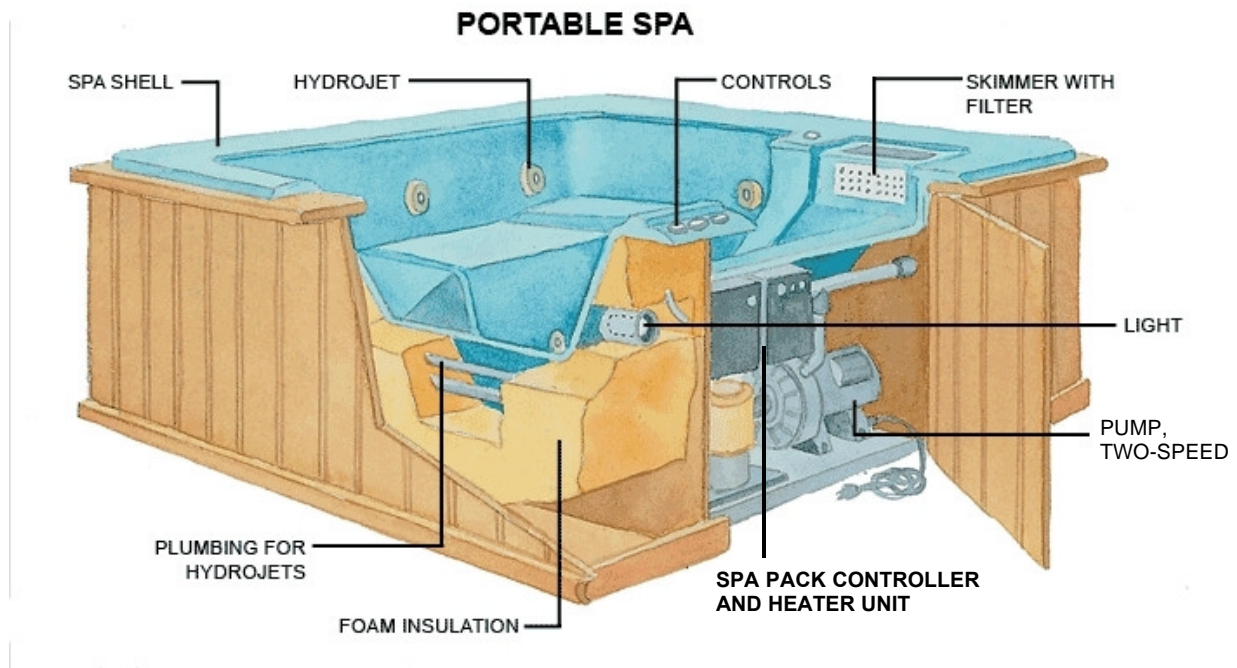 PORTABLE SPA
SPA SHELL
HYDROJET
CONTROLS
SKIMMER WITH
FILTER
LIGHT
PUMP,
TWO-SPEED
PLUMBING FOR
HYDROJETS
SPA PACK CONTROLLER
AND HEATER UNIT
FOAM INSULATION